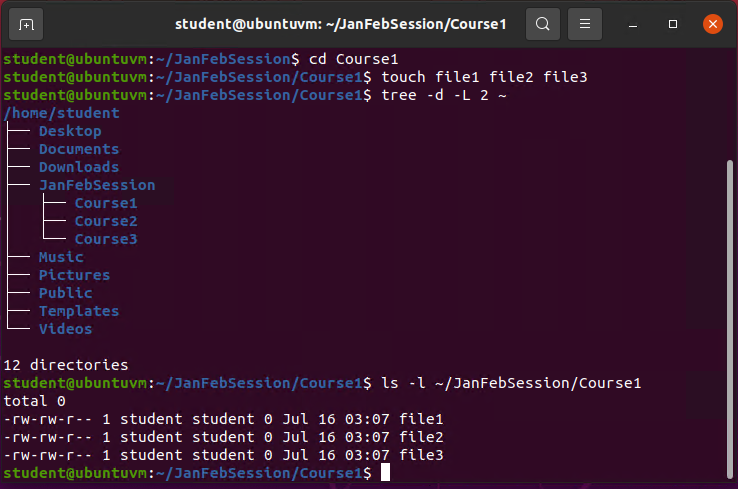 student@ubuntuvm: ~/JanFebSession/Course1
student@ubuntuvm:~/JanFebSession$ cd Course1
student@ubuntuvm:~/JanFebSession/Course1$ touch file1 file2 file3
student@ubuntuvm:~/JanFebSession/Course1$ tree -d -L 2 ~
/home/student
├── Desktop
├── Documents
├── Downloads
├── JanFebSession
│   ├── Course1
│   ├── Course2
│   └── Course3
├── Music
├── Pictures
├── Public
├── Templates
└── Videos
12 directories
student@ubuntuvm:~/JanFebSession/Course1$ ls -l ~/JanFebSession/Course1
total 0
-rw-rw-r-- 1 student student 0 Jul 16 03:07 file1
-rw-rw-r-- 1 student student 0 Jul 16 03:07 file2
-rw-rw-r-- 1 student student 0 Jul 16 03:07 file3
student@ubuntuvm:~/JanFebSession/Course1$